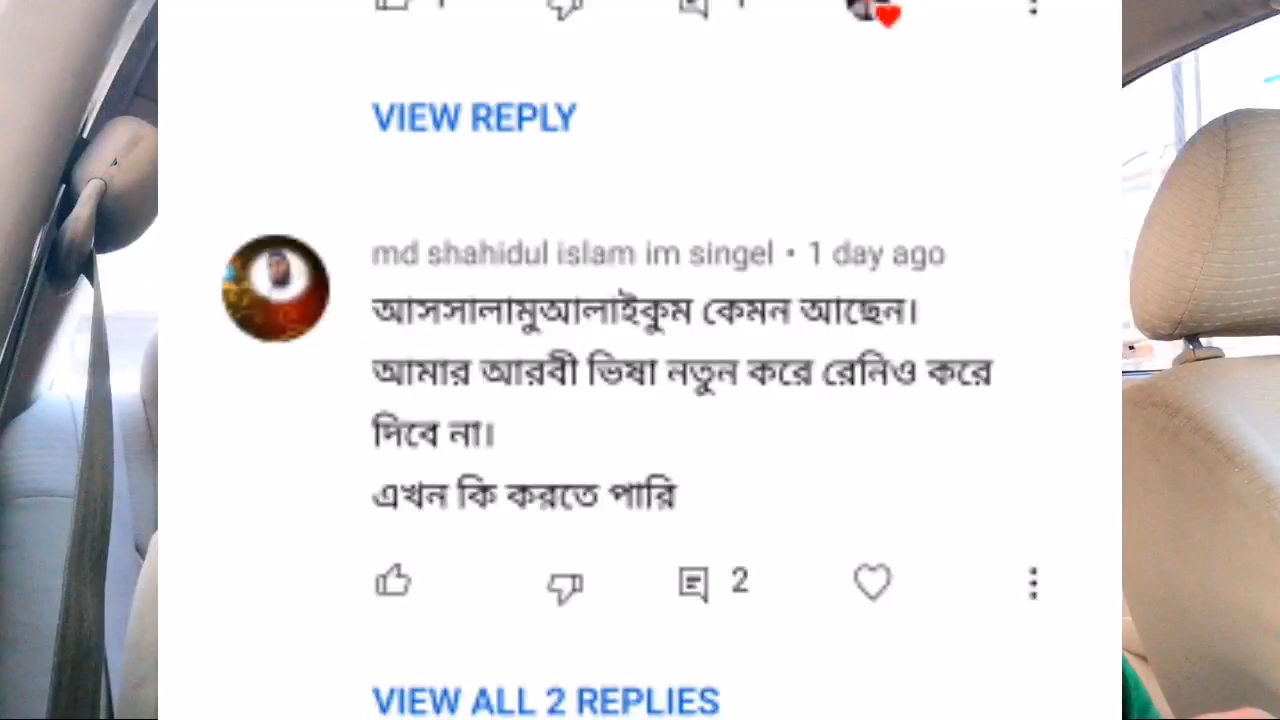 VIEW REPLY
md shahidul islam im singel • 1 day ago
আসসালামুআলাইকুম কেমন আছেন।
আমার আরবী ভিষা নতুন করে রেনিও করে
দিবে না।
এখন কি করতে পারি
2
VIEW ALL 2 REPLIES